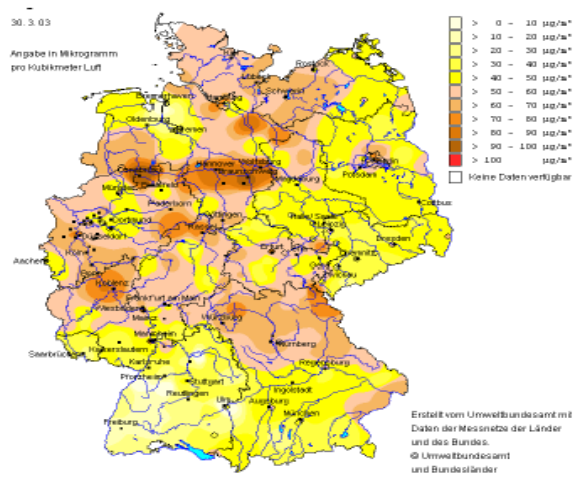 30. 3. 03
Angabe in Mikrogramm
pro Kubikmeter Luft
> 0 - 10 µg/m³
> 10 - 20 µg/m³
> 20 - 30 µg/m³
> 30 - 40 µg/m³
> 40 - 50 µg/m³
> 50 - 60 µg/m³
> 60 - 70 µg/m³
> 70 - 80 µg/m³
> 80 - 90 µg/m³
> 90 - 100 µg/m³
> 100 µg/m³
Keine Daten verfügbar
Rostock
Lübeck
Schwerin
Bremerhaven
Oldenburg
Bremen
Hannover
Wolfsburg
Braunschweig
Magdeburg
Potsdam
Paderborn
Göttingen
Cottbus
Dortmund
Düsseldorf
Leipzig
Dresden
Erfurt
Chemnitz
Zwickau
Aachen
Köln
Koblenz
Frankfurt am Main
Wiesbaden
Mainz
Würzburg
Mannheim
Saarbrücken
Kaiserslautern
Nürnberg
Karlsruhe
Regensburg
Pforzheim
Stuttgart
Ingolstadt
Reutlingen
Ulm
Augsburg
München
Freiburg
Erstellt vom Umweltbundesamt mit
Daten der Messnetze der Länder
und des Bundes.
© Umweltbundesamt
und Bundesländer